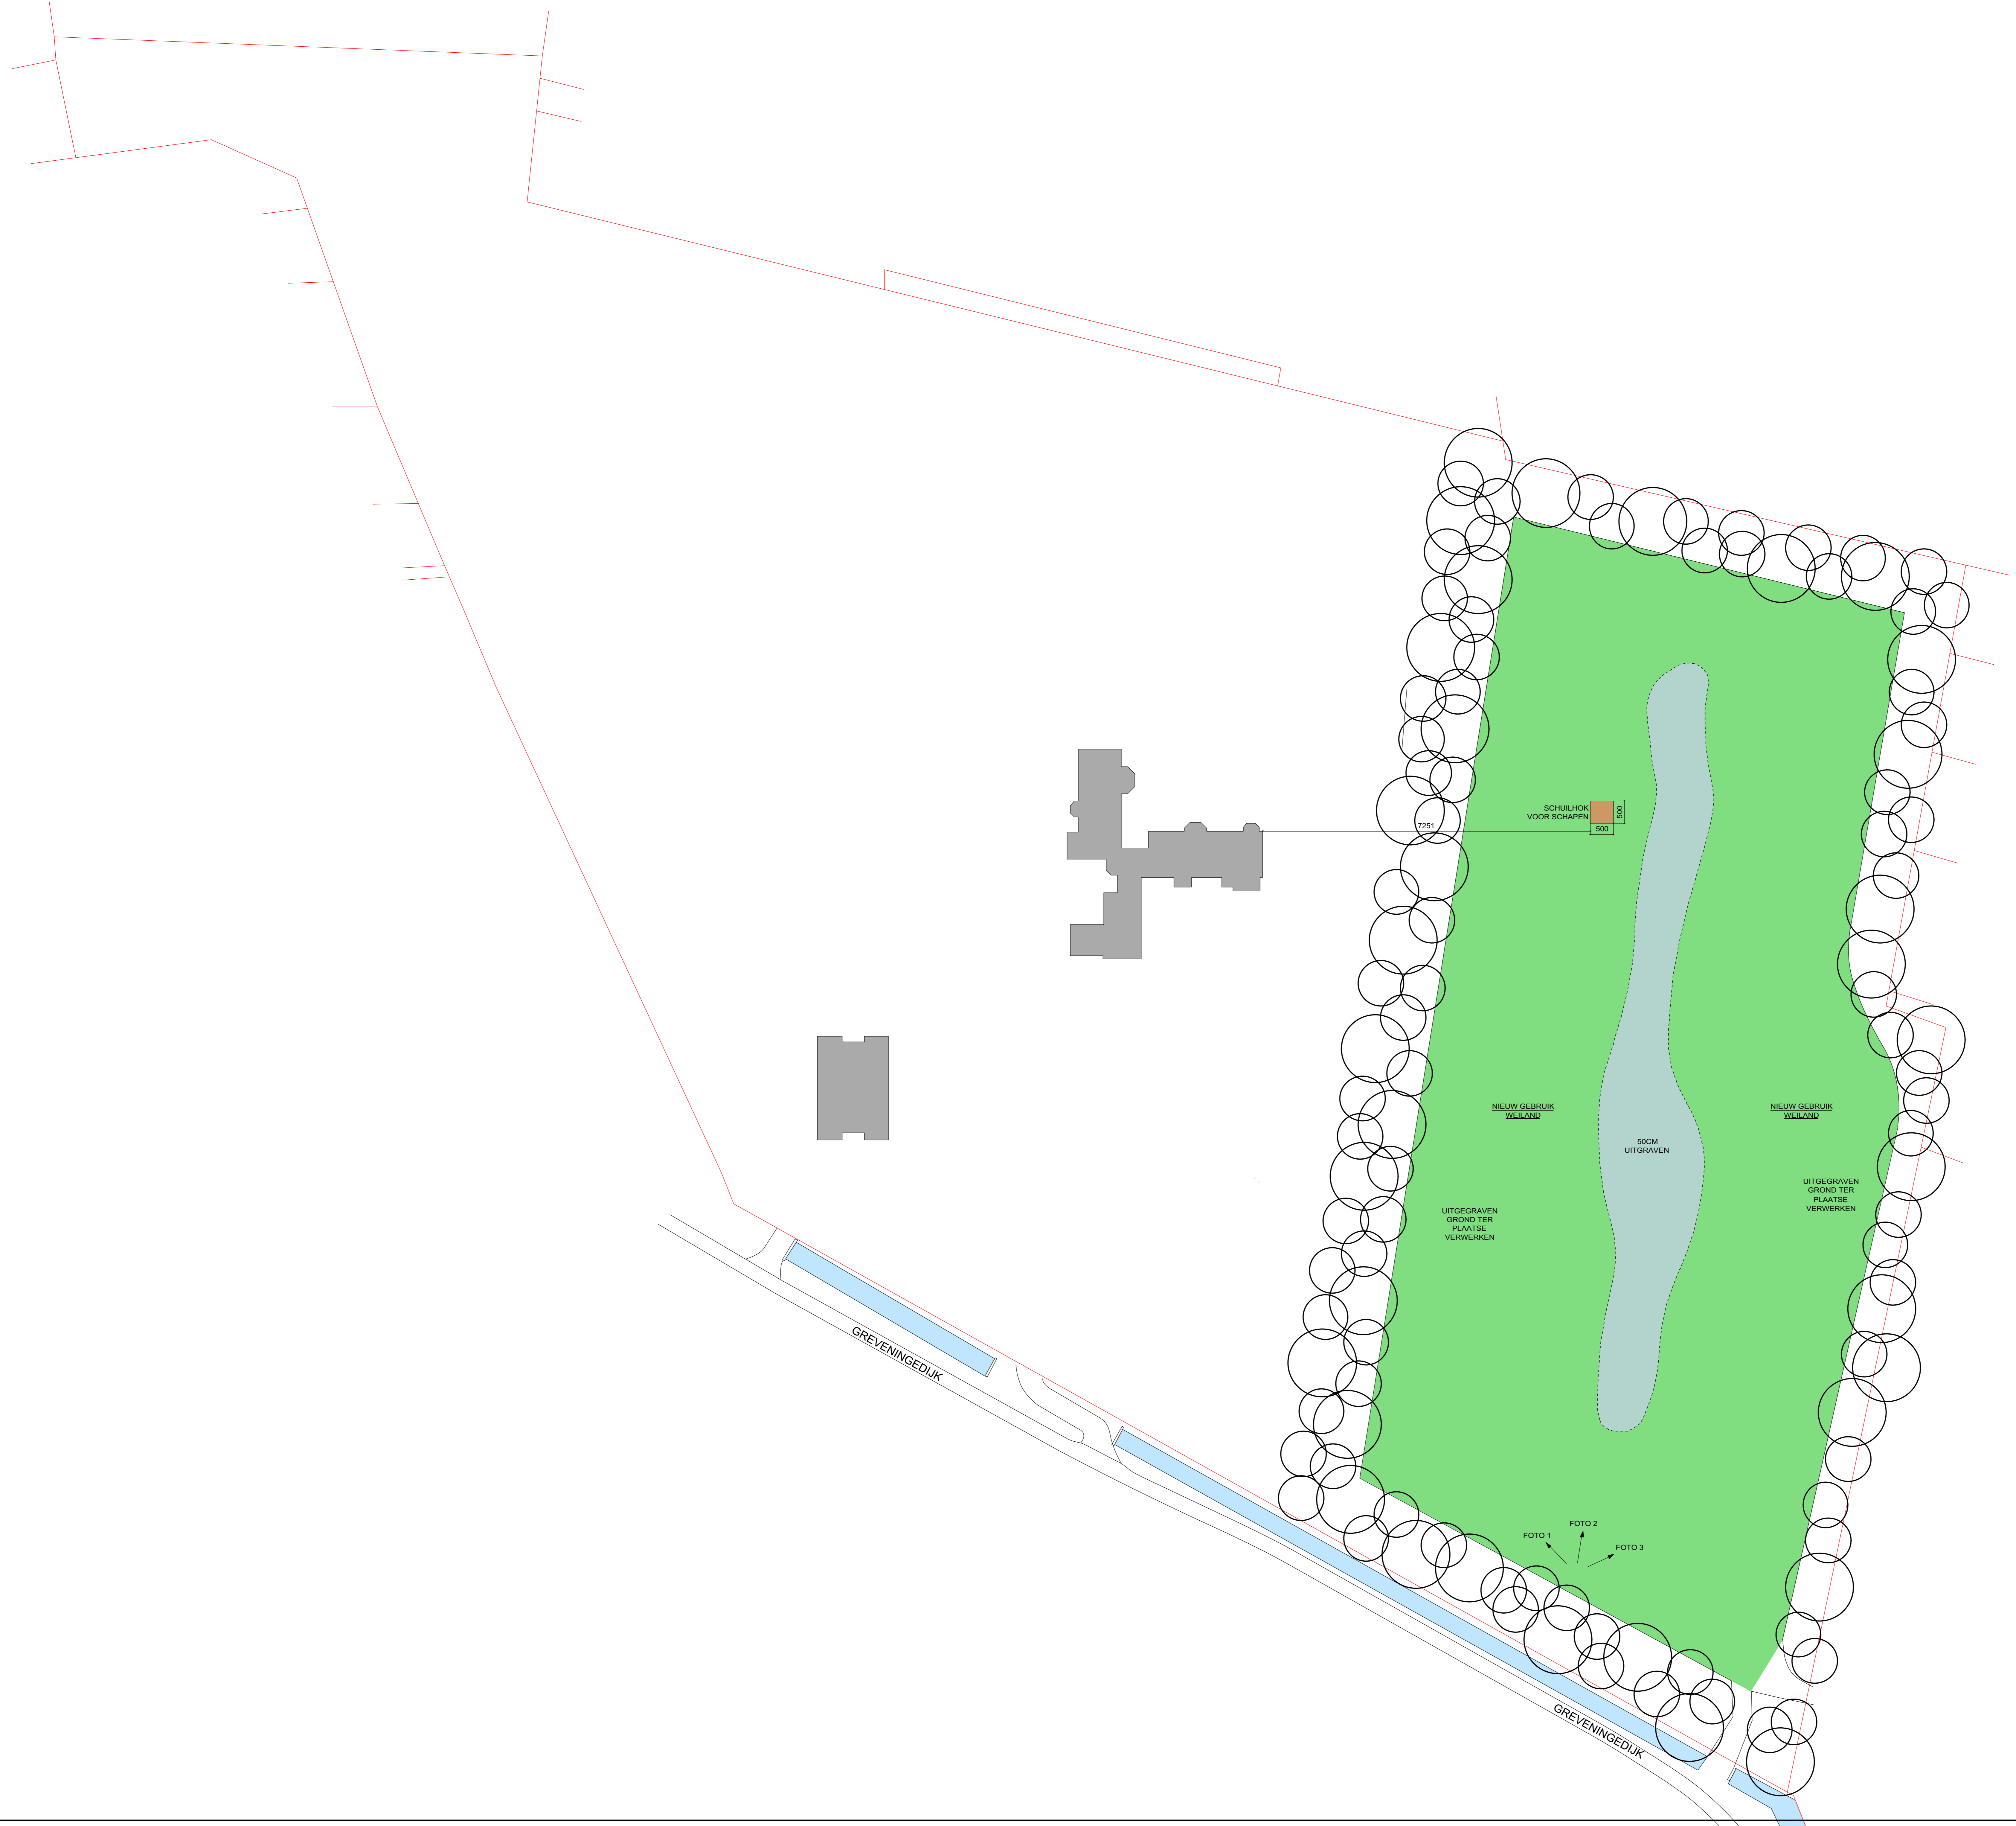 SCHUILHOK
VOOR SCHAPEN
500
500
7251
NIEUW GEBRUIK
WEILAND
NIEUW GEBRUIK
WEILAND
50CM
UITGRAVEN
UITGEGRAVEN
GROND TER
PLAATSE
VERWERKEN
UITGEGRAVEN
GROND TER
PLAATSE
VERWERKEN
GREVENINGEDIJK
FOTO 1
FOTO 2
FOTO 3
GREVENINGEDIJK